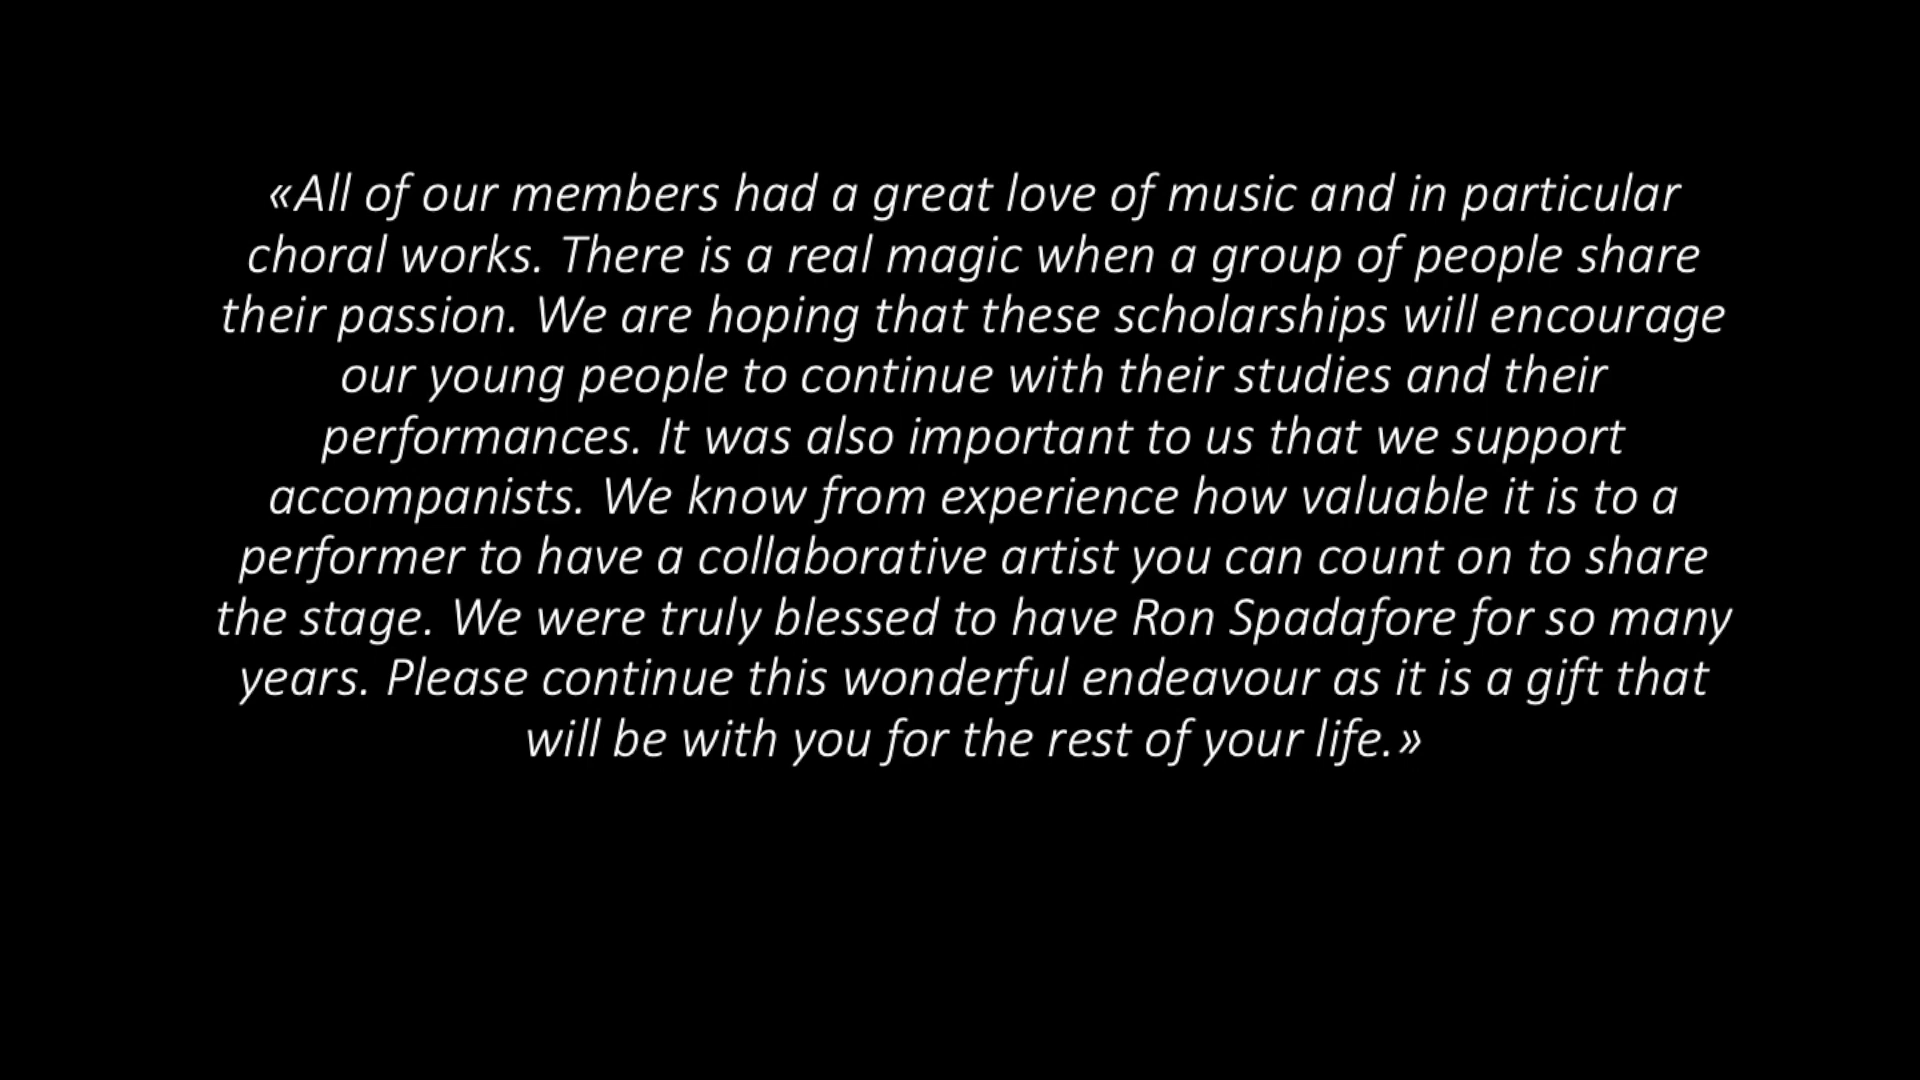 «All of our members had a great love of music and in particular
choral works. There is a real magic when a group of people share
their passion. We are hoping that these scholarships will encourage
our young people to continue with their studies and their
performances. It was also important to us that we support
accompanists. We know from experience how valuable it is to a
performer to have a collaborative artist you can count on to share
the stage. We were truly blessed to have Ron Spadafore for so many
years. Please continue this wonderful endeavour as it is a gift that
will be with you for the rest of your life.»